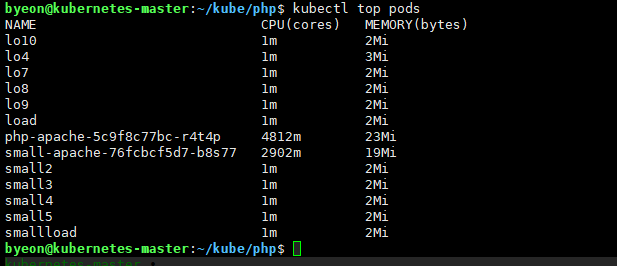 byeon@kubernetes-master:~/kube/php$ kubectl top pods
NAME CPU(cores) MEMORY(bytes)
lo10 1m 2Mi
lo4 1m 3Mi
lo7 1m 2Mi
lo8 1m 2Mi
lo9 1m 2Mi
load 1m 2Mi
php-apache-5c9f8c77bc-r4t4p 4812m 23Mi
small-apache-76fcbcf5d7-b8s77 2902m 19Mi
small2 1m 2Mi
small3 1m 2Mi
small4 1m 2Mi
small5 1m 2Mi
smallload 1m 2Mi
byeon@kubernetes-master:~/kube/php$
kubernetes-master